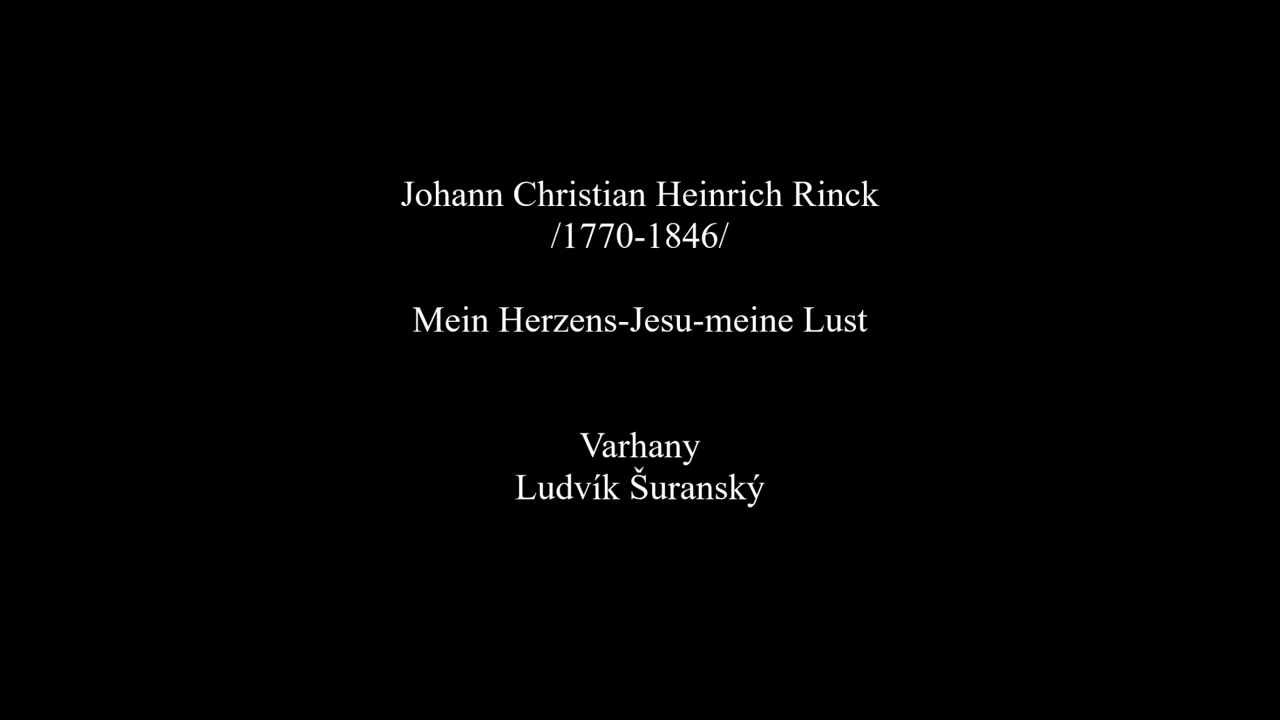 Johann Christian Heinrich Rinck
/1770-1846/
Mein Herzens-Jesu-meine Lust
Varhany
Ludvík Šuranský